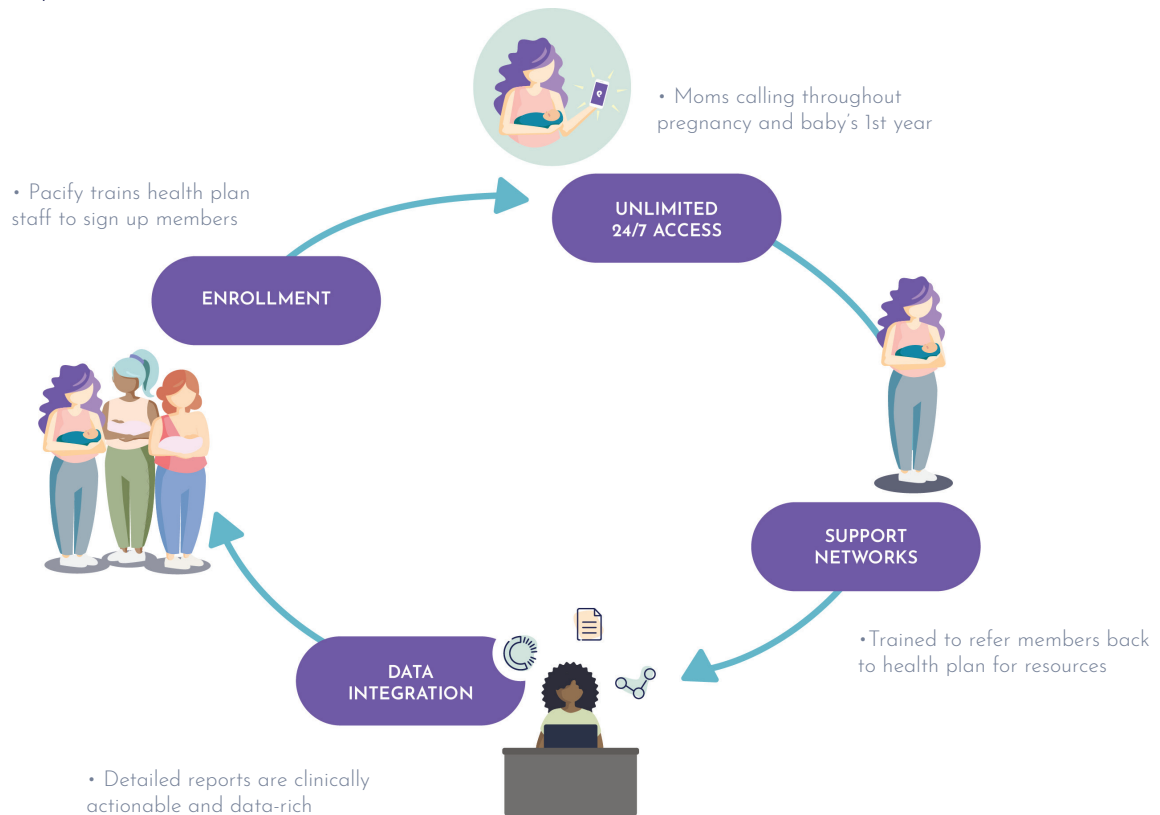 • Moms calling throughout
pregnancy and baby's 1st year
• Pacify trains health plan
staff to sign up members
UNLIMITED
24/7 ACCESS
ENROLLMENT
SUPPORT
NETWORKS
•Trained to refer members back
to health plan for resources
DATA
INTEGRATION
• Detailed reports are clinically
actionable and data-rich